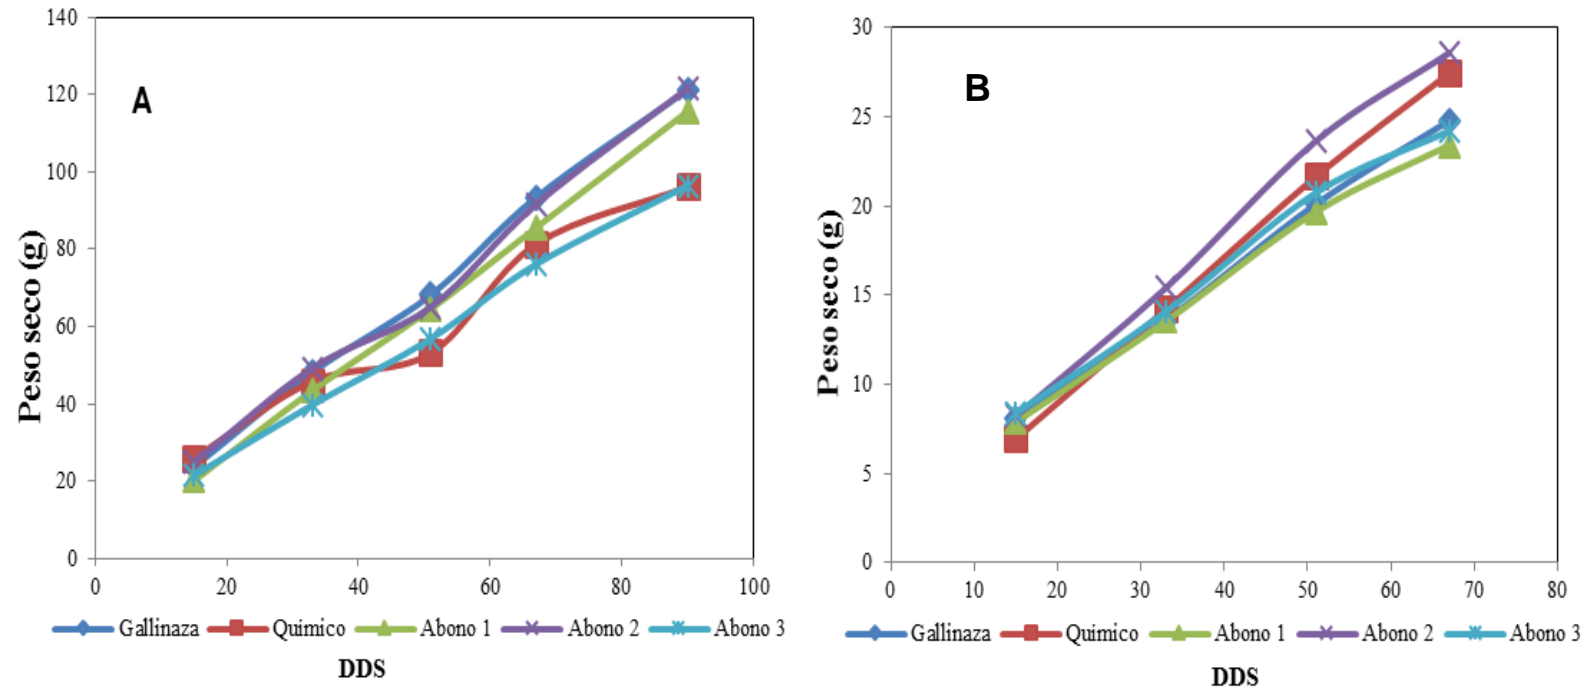 A
Peso seco (g)
140
120
100
80
60
40
20
0
0 20 40 60 80 100
Gallinaza Quimico Abono 1 Abono 2 Abono 3
DDS
B
Peso seco (g)
30
25
20
15
10
5
0
0 10 20 30 40 50 60 70 80
Gallinaza Quimico Abono 1 Abono 2 Abono 3
DDS